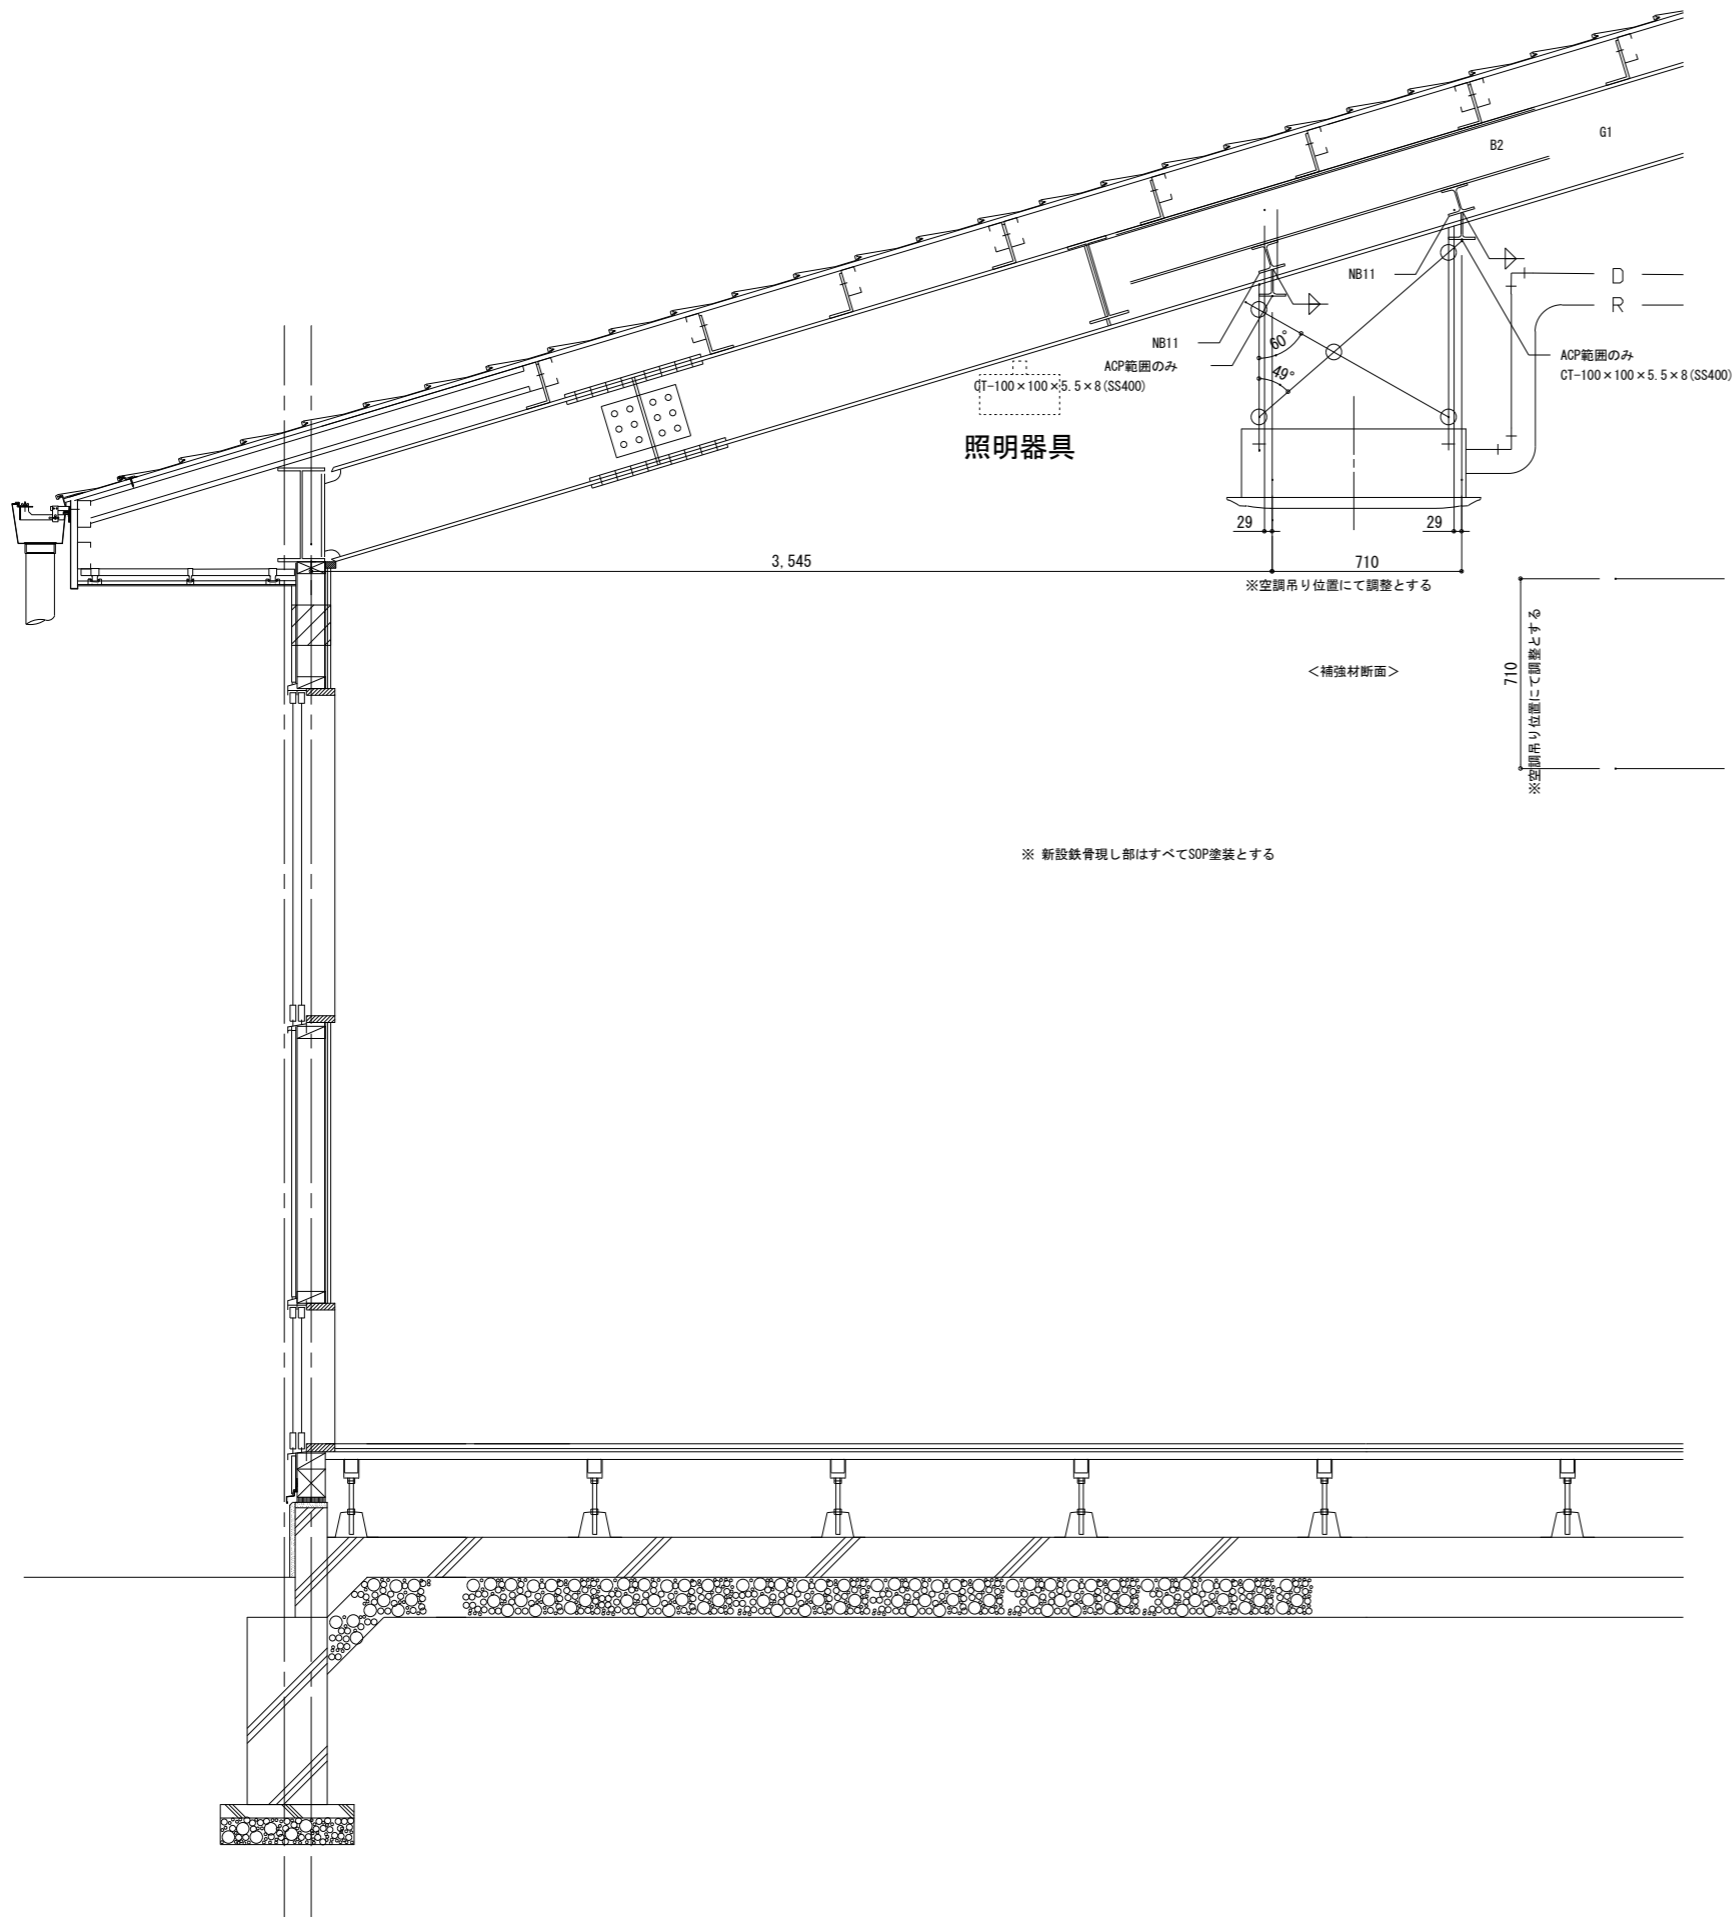 G1
B2
NB11
D
R
NB11
60°
ACP範囲のみ
49°
CT-100×100×5.5×8(SS400)
ACP範囲のみ
CT-100×100×5.5×8(SS400)
照明器具
29
29
3,545
710
※空調吊り位置にて調整とする
<補強材断面>
710
※空調吊り位置にて調整とする
※ 新設鉄骨現し部はすべてSOP塗装とする